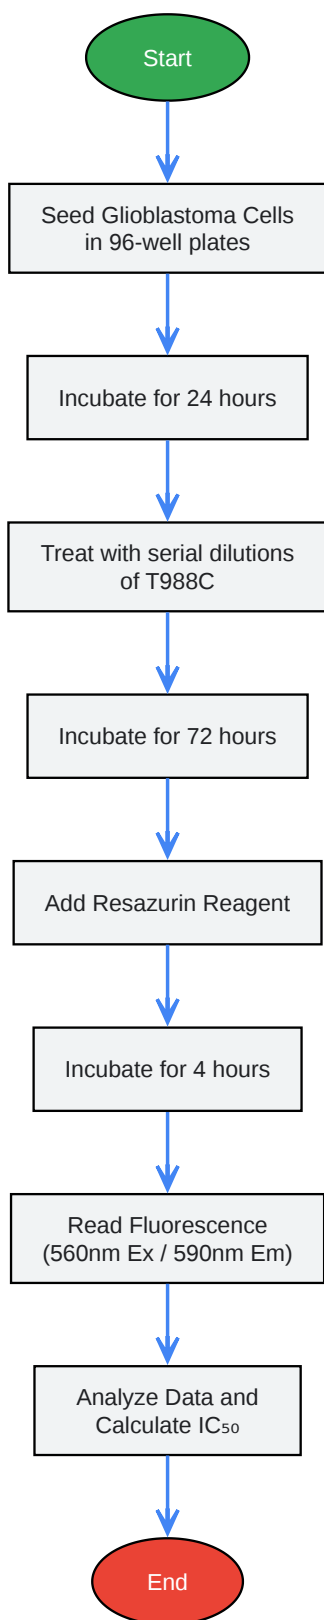 Start
Seed Glioblastoma Cells
in 96-well plates
Incubate for 24 hours
Treat with serial dilutions
of T988C
Incubate for 72 hours
Add Resazurin Reagent
Incubate for 4 hours
Read Fluorescence
(560nm Ex / 590nm Em)
Analyze Data and
Calculate IC₅₀
End